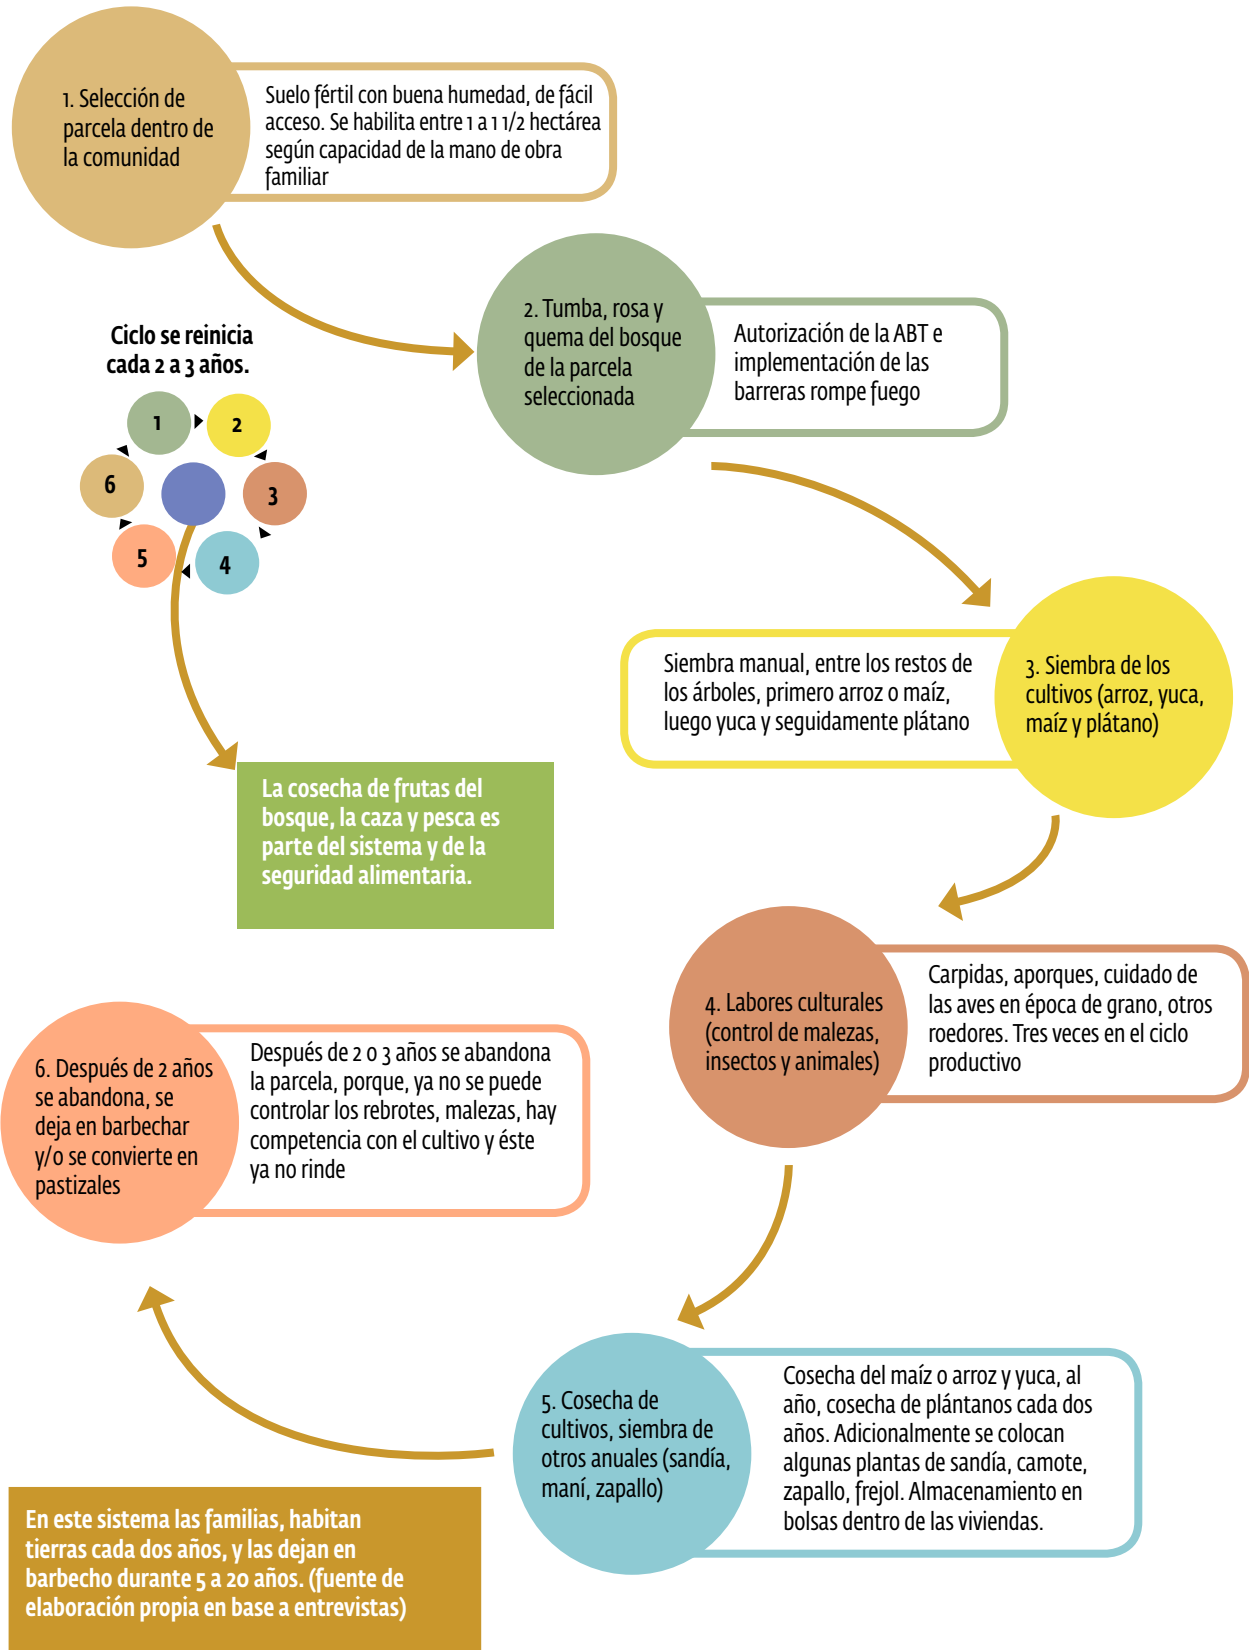 1. Selección de
parcela dentro de
la comunidad
Suelo fértil con buena humedad, de fácil
acceso. Se habilita entre 1 a 1 1/2 hectárea
según capacidad de la mano de obra
familiar
2. Tumba, rosa y
quema del bosque
de la parcela
seleccionada
Autorización de la ABT e
implementación de las
barreras rompe fuego
Ciclo se reinicia
cada 2 a 3 años.
1
2
3
4
5
6
3. Siembra de los
cultivos (arroz, yuca,
maíz y plátano)
Siembra manual, entre los restos de
los árboles, primero arroz o maíz,
luego yuca y seguidamente plátano
La cosecha de frutas del
bosque, la caza y pesca es
parte del sistema y de la
seguridad alimentaria.
4. Labores culturales
(control de malezas,
insectos y animales)
Carpidas, aporques, cuidado de
las aves en época de grano, otros
roedores. Tres veces en el ciclo
productivo
5. Cosecha de
cultivos, siembra de
otros anuales (sandía,
maní, zapallo)
Cosecha del maíz o arroz y yuca, al
año, cosecha de plántanos cada dos
años. Adicionalmente se colocan
algunas plantas de sandía, camote,
zapallo, frejol. Almacenamiento en
bolsas dentro de las viviendas.
6. Después de 2 años
se abandona, se
deja en barbechar
y/o se convierte en
pastizales
Después de 2 o 3 años se abandona
la parcela, porque, ya no se puede
controlar los rebrotes, malezas, hay
competencia con el cultivo y éste
ya no rinde
En este sistema las familias, habitan
tierras cada dos años, y las dejan en
barbecho durante 5 a 20 años. (fuente de
elaboración propia en base a entrevistas)